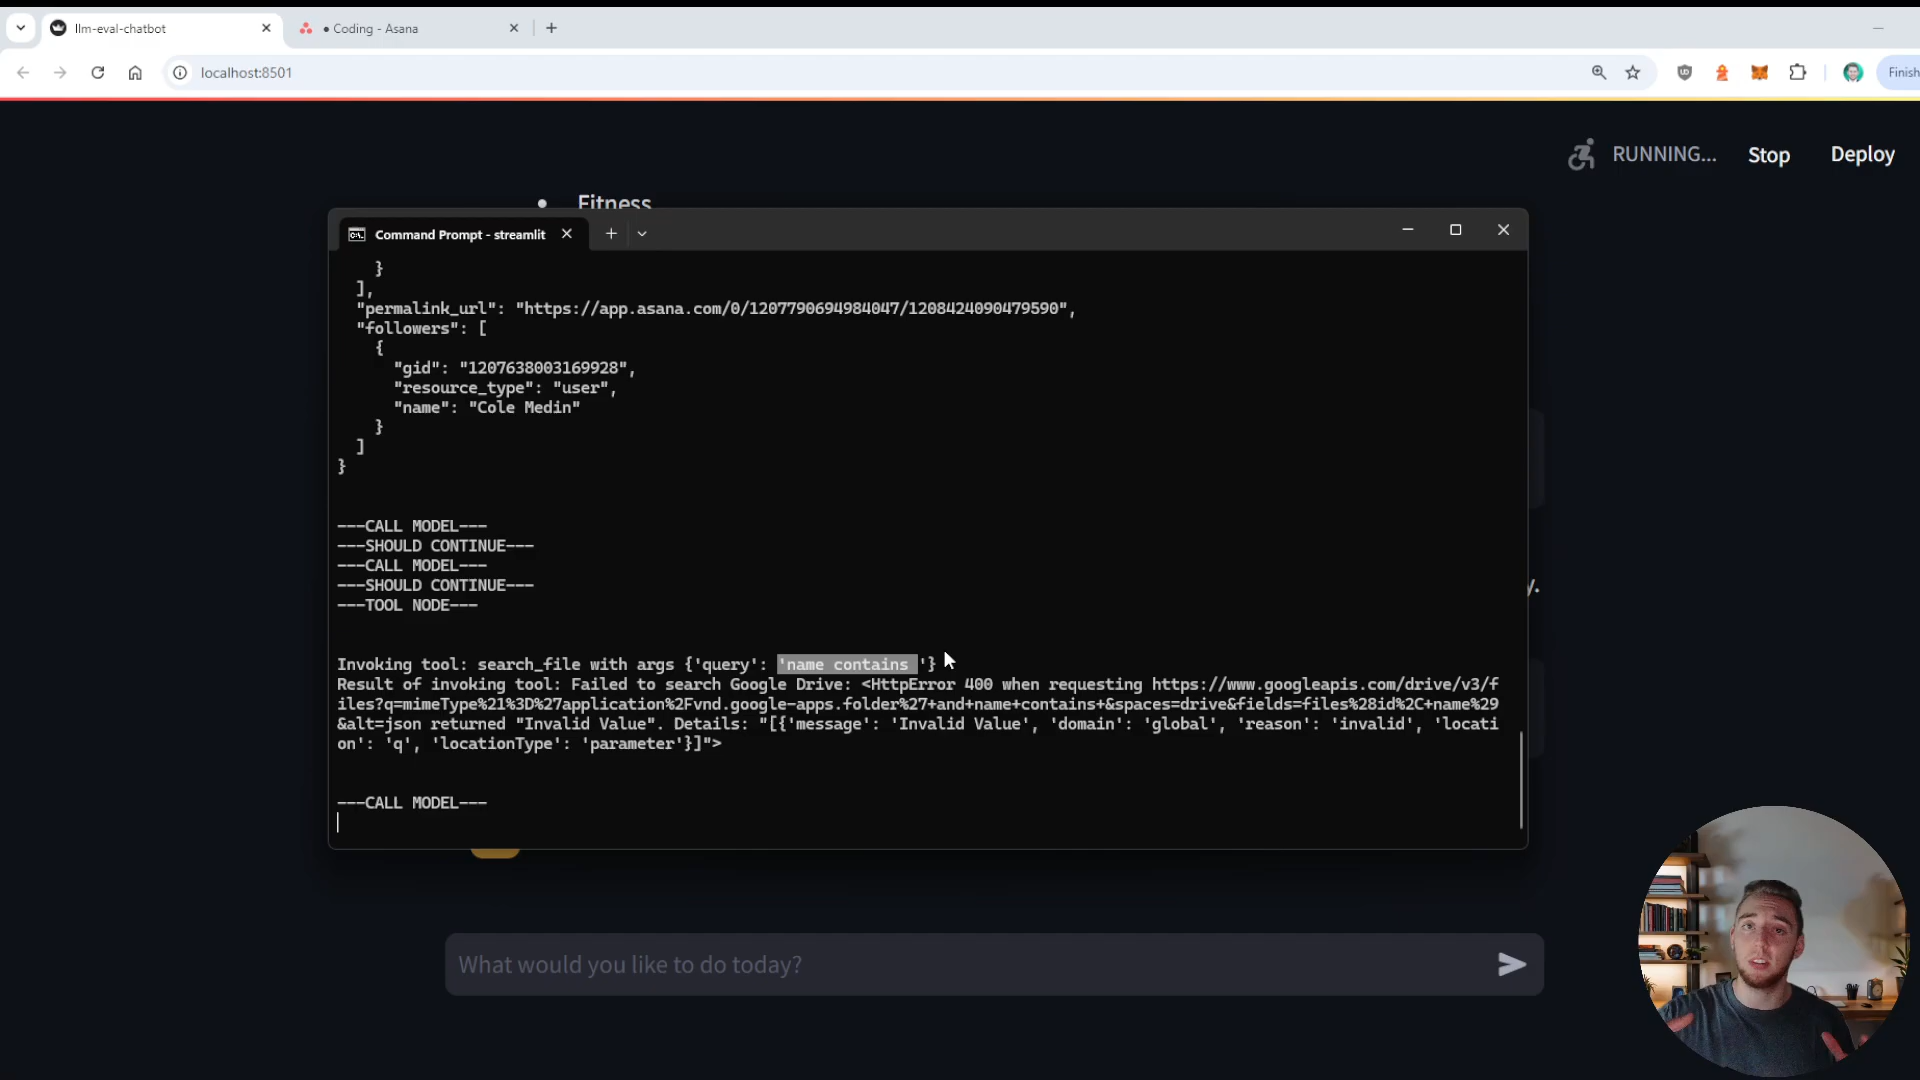 llm-eval-chatbot
• Coding - Asana
localhost:8501
Finish
RUNNING...
Stop
Deploy
• Fitness
Command Prompt - streamlit
}
],
"permalink_url": "https://app.asana.com/0/1207790694984047/1208424090479590",
"followers": [
{
"gid": "1207638003169928",
"resource_type": "user",
"name": "Cole Medin"
}
]
}
---CALL MODEL---
---SHOULD CONTINUE---
---CALL MODEL---
---SHOULD CONTINUE---
---TOOL NODE---
y.
Invoking tool: search_file with args {'query': 'name contains '}
Result of invoking tool: Failed to search Google Drive: <HttpError 400 when requesting https://www.googleapis.com/drive/v3/f
iles?q=mimeType%21%3D%27application%2Fvnd.google-apps.folder%27+and+name+contains+&spaces=drive&fields=files%28id%2C+name%29
&alt=json returned "Invalid Value". Details: "[{'message': 'Invalid Value', 'domain': 'global', 'reason': 'invalid', 'locati
on': 'q', 'locationType': 'parameter'}]">
---CALL MODEL---
What would you like to do today?